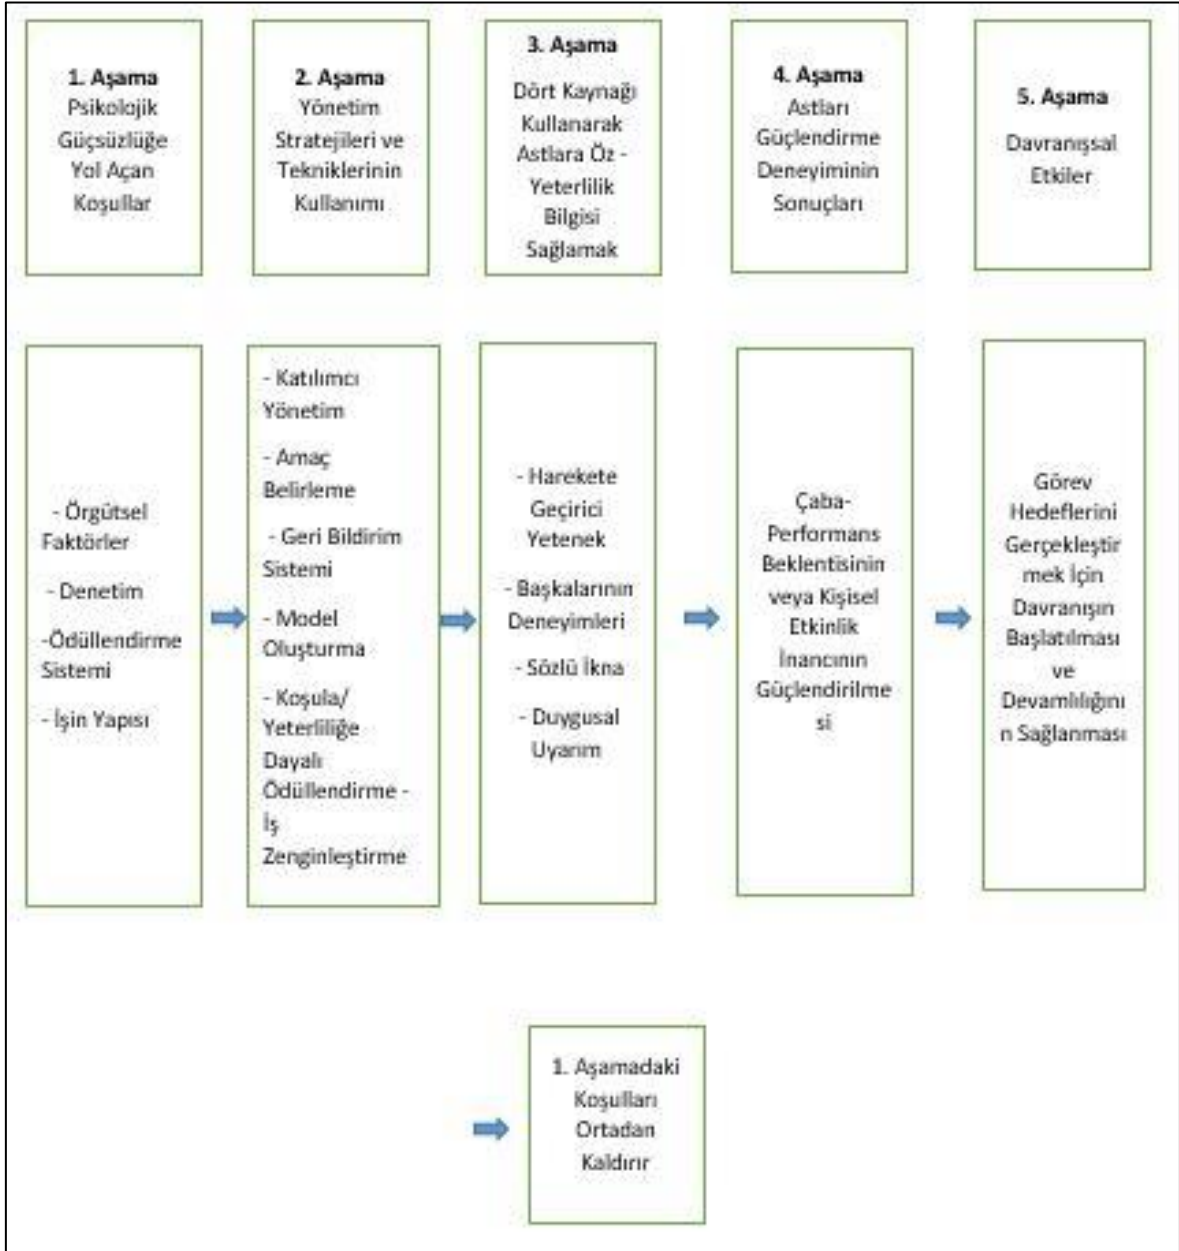 1. Aşama
Psikolojik
Güçsüzlüğe
Yol Açan
Koşullar
2. Aşama
Yönetim
Stratejileri ve
Tekniklerinin
Kullanımı
3. Aşama
Dört Kaynağı
Kullanarak
Astlara Öz -
Yeterlilik
Bilgisi
Sağlamak
4. Aşama
Astları
Güçlendirme
Deneyiminin
Sonuçları
5. Aşama
Davranışsal
Etkiler
- Örgütsel
Faktörler
- Denetim
-Ödüllendirme
Sistemi
- İşin Yapısı
- Katılımcı
Yönetim
- Amaç
Belirleme
- Geri Bildirim
Sistemi
- Model
Oluşturma
- Koşula/
Yeterliliğe
Dayalı
Ödüllendirme -
İş
Zenginleştirme
- Harekete
Geçirici
Yetenek
- Başkalarının
Deneyimleri
- Sözlü İkna
- Duygusal
Uyarım
Çaba-
Performans
Beklentisinin
veya Kişisel
Etkinlik
İnancının
Güçlendirilme
si
Görev
Hedeflerini
Gerçekleştir
mek İçin
Davranışın
Başlatılması
ve
Devamlılığını
n Sağlanması
1. Aşamadaki
Koşulları
Ortadan
Kaldırır